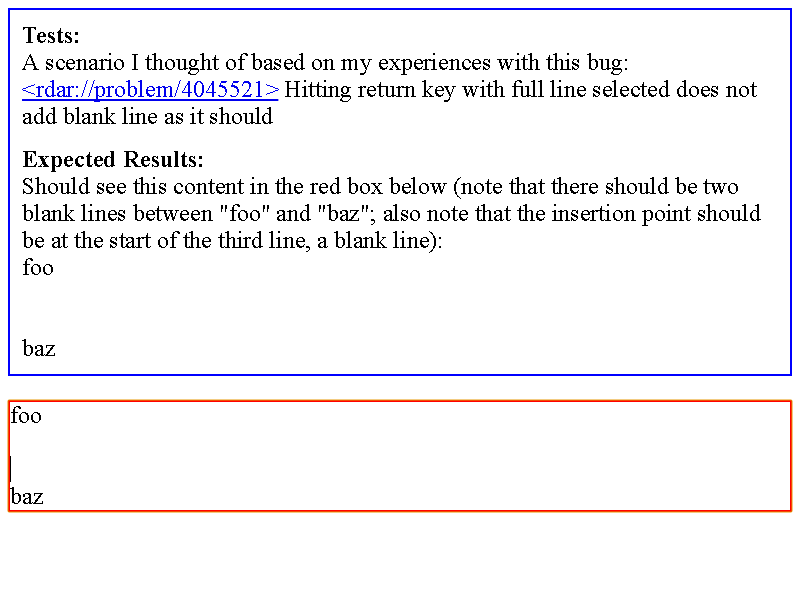 Tests:
A scenario I thought of based on my experiences with this bug:
<rdar://problem/4045521> Hitting return key with full line selected does not
add blank line as it should
Expected Results:
Should see this content in the red box below (note that there should be two
blank lines between "foo" and "baz"; also note that the insertion point should
be at the start of the third line, a blank line):
foo
baz
foo
baz